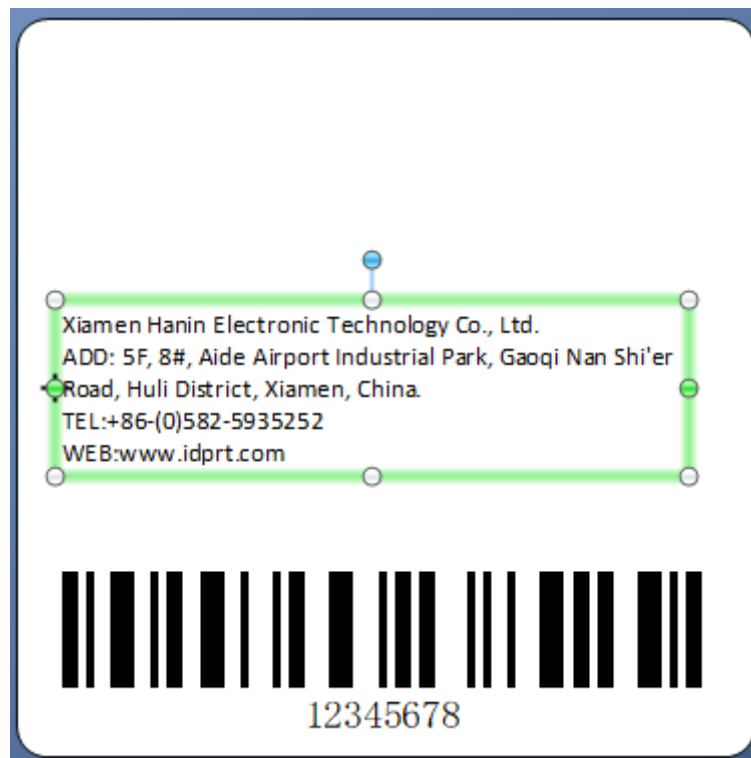 Xiamen Hanin Electronic Technology Co., Ltd.
ADD: 5F, 8#, Aide Airport Industrial Park, Gaoqi Nan Shi'er
Road, Huli District, Xiamen, China.
TEL:+86-(0)582-5935252
WEB:www.idprt.com
12345678